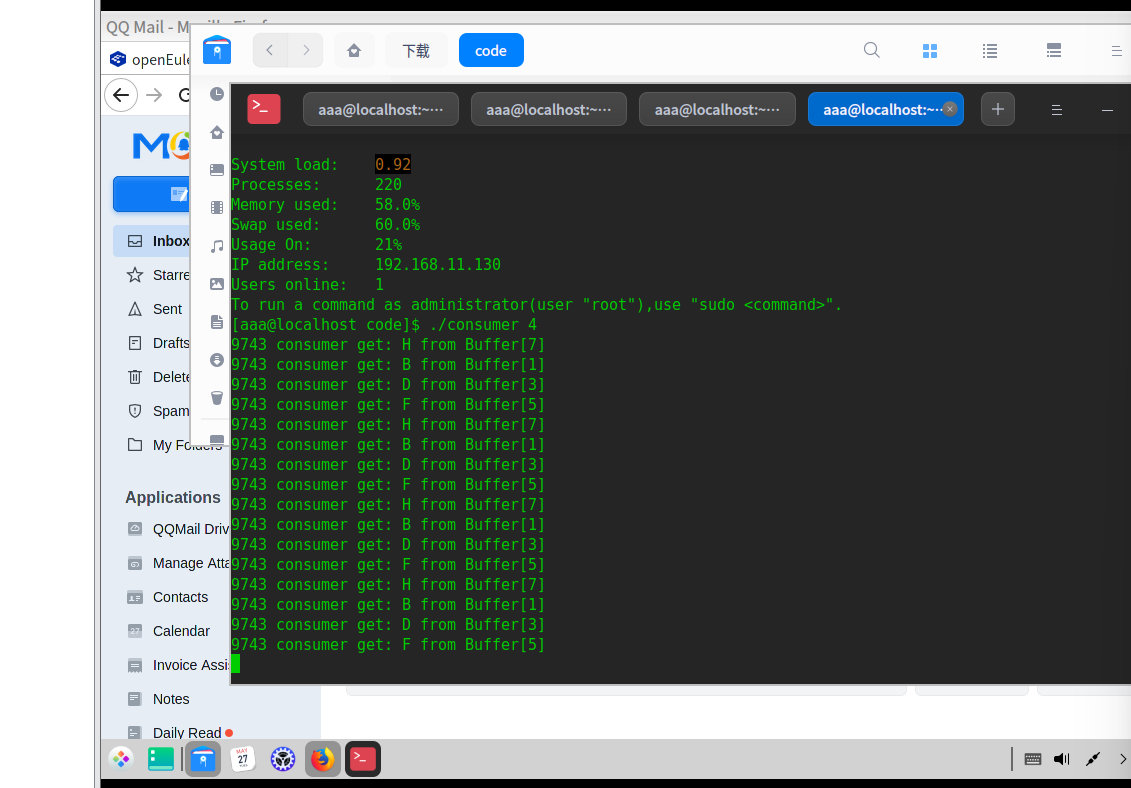 QQ Mail - M
下载
code
openEule
aaa@localhost:~···
aaa@localhost:~···
aaa@localhost:~···
aaa@localhost:~··
System load: 0.92
Processes: 220
Memory used: 58.0%
Swap used: 60.0%
Usage On: 21%
IP address: 192.168.11.130
Users online: 1
To run a command as administrator(user "root"),use "sudo <command>".
[aaa@localhost code]$ ./consumer 4
9743 consumer get: H from Buffer[7]
9743 consumer get: B from Buffer[1]
9743 consumer get: D from Buffer[3]
9743 consumer get: F from Buffer[5]
9743 consumer get: H from Buffer[7]
9743 consumer get: B from Buffer[1]
9743 consumer get: D from Buffer[3]
9743 consumer get: F from Buffer[5]
9743 consumer get: H from Buffer[7]
9743 consumer get: B from Buffer[1]
9743 consumer get: D from Buffer[3]
9743 consumer get: F from Buffer[5]
9743 consumer get: H from Buffer[7]
9743 consumer get: B from Buffer[1]
9743 consumer get: D from Buffer[3]
9743 consumer get: F from Buffer[5]
Inbox
Starre
Sent
Drafts
Delete
Spam
My Folders
Applications
QQMail Driv
Manage Atta
Contacts
Calendar
Invoice Assis
Notes
Daily Read
MAY
27